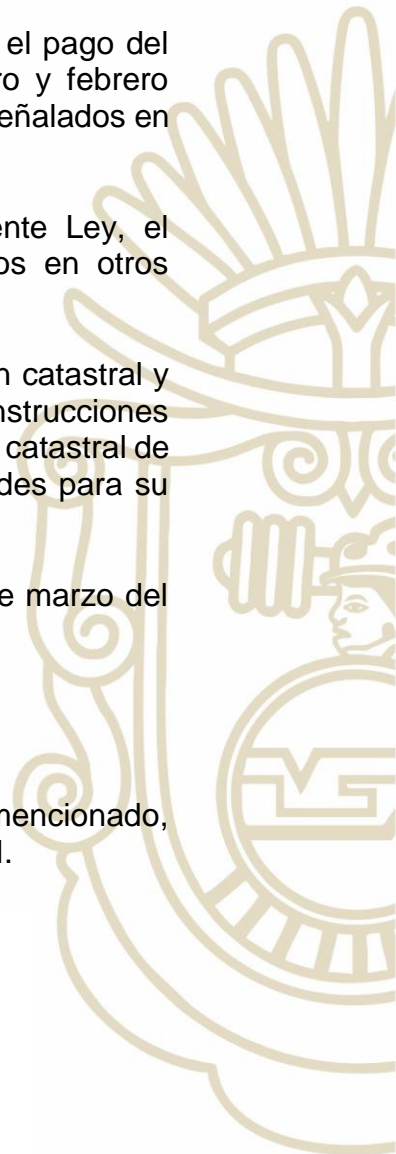 el pago del
ro y febrero
eñalados en
ente Ley, el
os en otros
n catastral y
nstrucciones
catastral de
des para su
e marzo del
mencionado,
l.